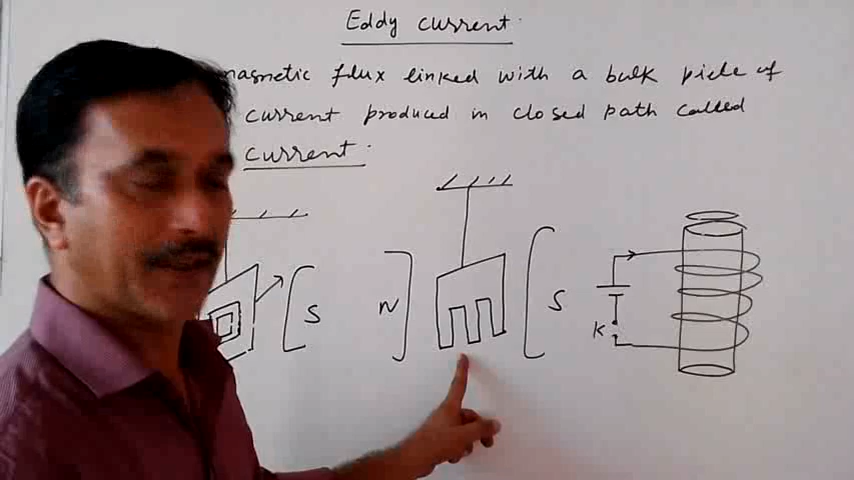 Eddy current.
magnetic flux linked with a bulk piece of
current produced in closed path called
current.
S N S K